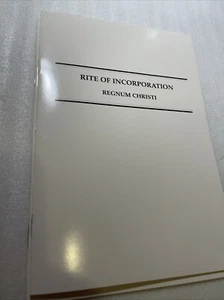 RITE OF INCORPORATION
REGNUM CHRISTI